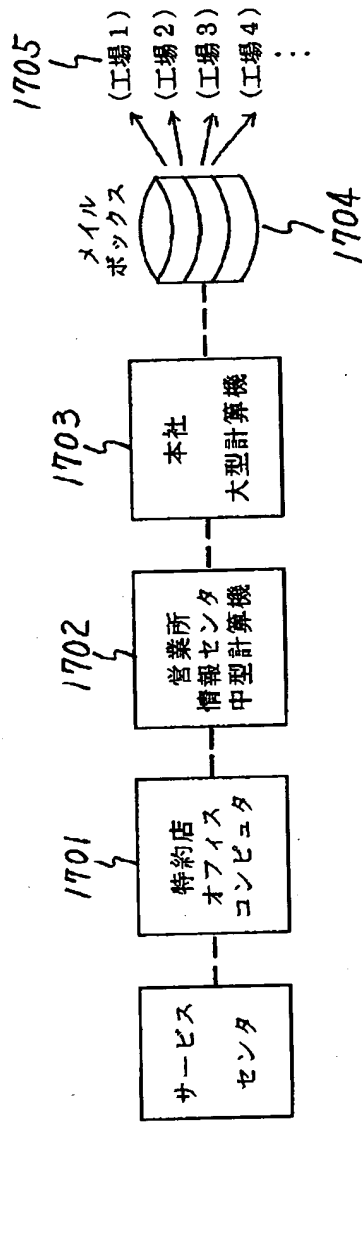 サービス
センタ
1701
特約店
オフィス
コンピュタ
1702
営業所
情報センタ
中型計算機
1703
本社
大型計算機
メイル
ボックス
1704
1705
(工場1)
(工場2)
(工場3)
(工場4)